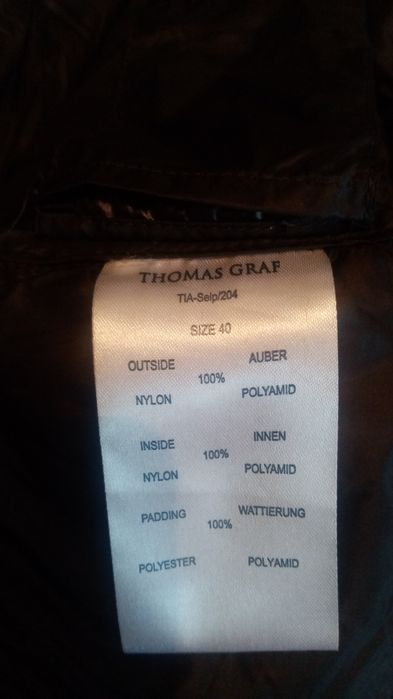 THOMAS GRAF
TIA-Selp/204
SIZE 40
OUTSIDE AUBER
100%
NYLON POLYAMID
INSIDE INNEN
100%
NYLON POLYAMID
PADDING WATTIERUNG
100%
POLYESTER POLYAMID